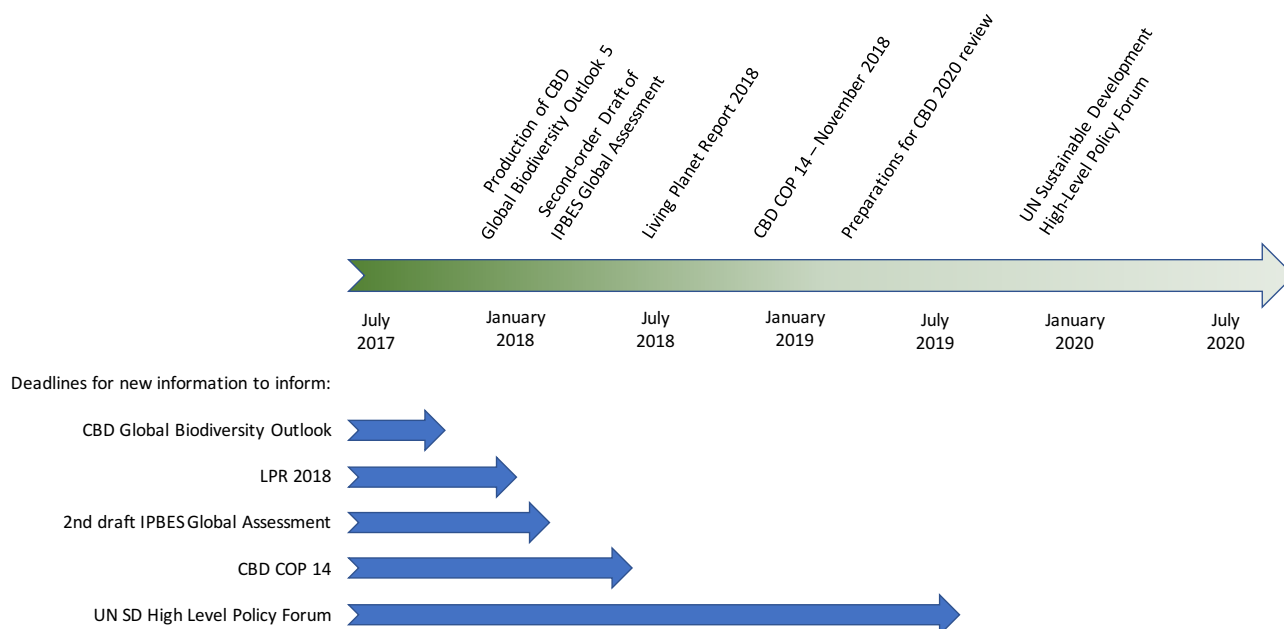 Production of CBD
Global Biodiversity Outlook 5
Second-order Draft of
IPBES Global Assessment
Living Planet Report 2018
CBD COP 14 – November 2018
Preparations for CBD 2020 review
UN Sustainable Development
High-Level Policy Forum
July
2017
January
2018
July
2018
January
2019
July
2019
January
2020
July
2020
Deadlines for new information to inform:
CBD Global Biodiversity Outlook
LPR 2018
2nd draft IPBES Global Assessment
CBD COP 14
UN SD High Level Policy Forum